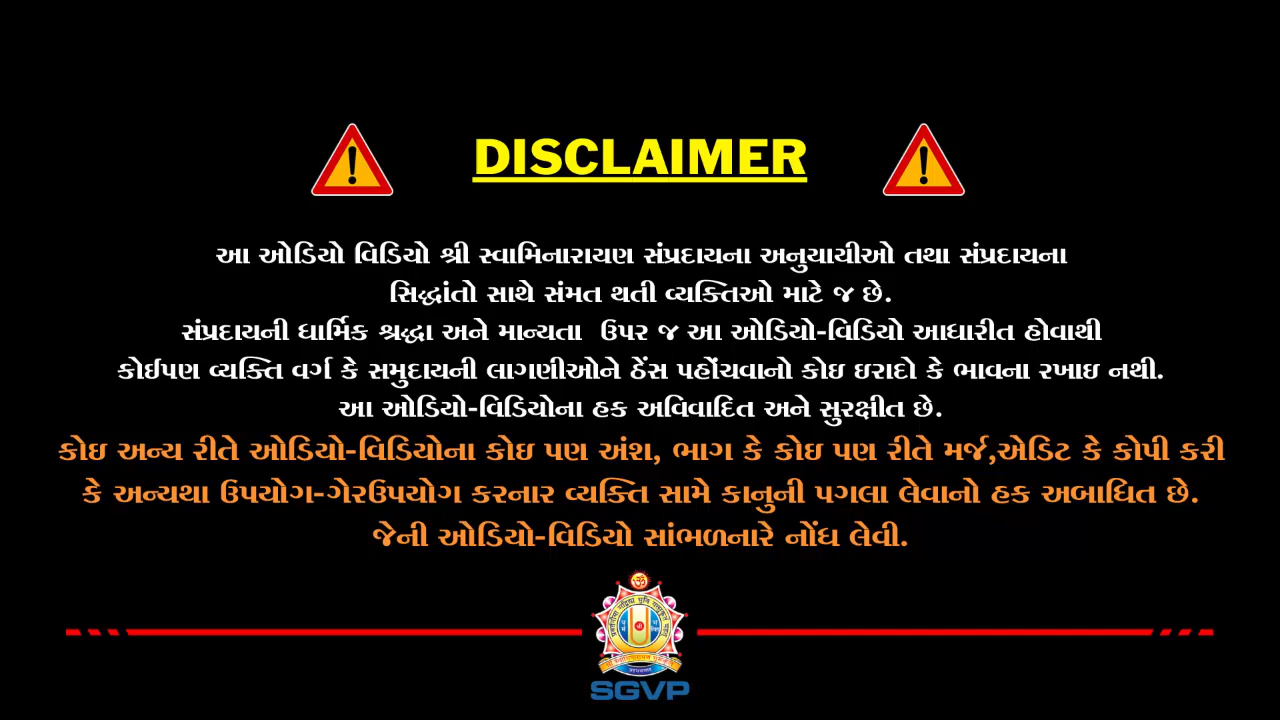 DISCLAIMER
આ ઓડિયો વિડિયો શ્રી સ્વામિનારાયણ સંપ્રદાયના અનુયાયીઓ તથા સંપ્રદાયના
સિદ્ધાંતો સાથે સંમત થતી વ્યક્તિઓ માટે જ છે.
સંપ્રદાયની ધાર્મિક શ્રદ્ધા અને માન્યતા ઉપર જ આ ઓડિયો-વિડિયો આધારીત હોવાથી
કોઈપણ વ્યક્તિ વર્ગ કે સમુદાયની લાગણીઓને ઠેંસ પહોંચવાનો કોઇ ઇરાદો કે ભાવના રખાઇ નથી.
આ ઓડિયો-વિડિયોના હક અવિવાદિત અને સુરક્ષીત છે.
કોઇ અન્ય રીતે ઓડિયો-વિડિયોના કોઇ પણ અંશ, ભાગ કે કોઇ પણ રીતે મર્જ,એડિટ કે કોપી કરી
કે અન્યથા ઉપયોગ-ગેરઉપયોગ કરનાર વ્યક્તિ સામે કાનુની પગલા લેવાનો હક અબાધિત છે.
જેની ઓડિયો-વિડિયો સાંભળનારે નોંધ લેવી.
SGVP